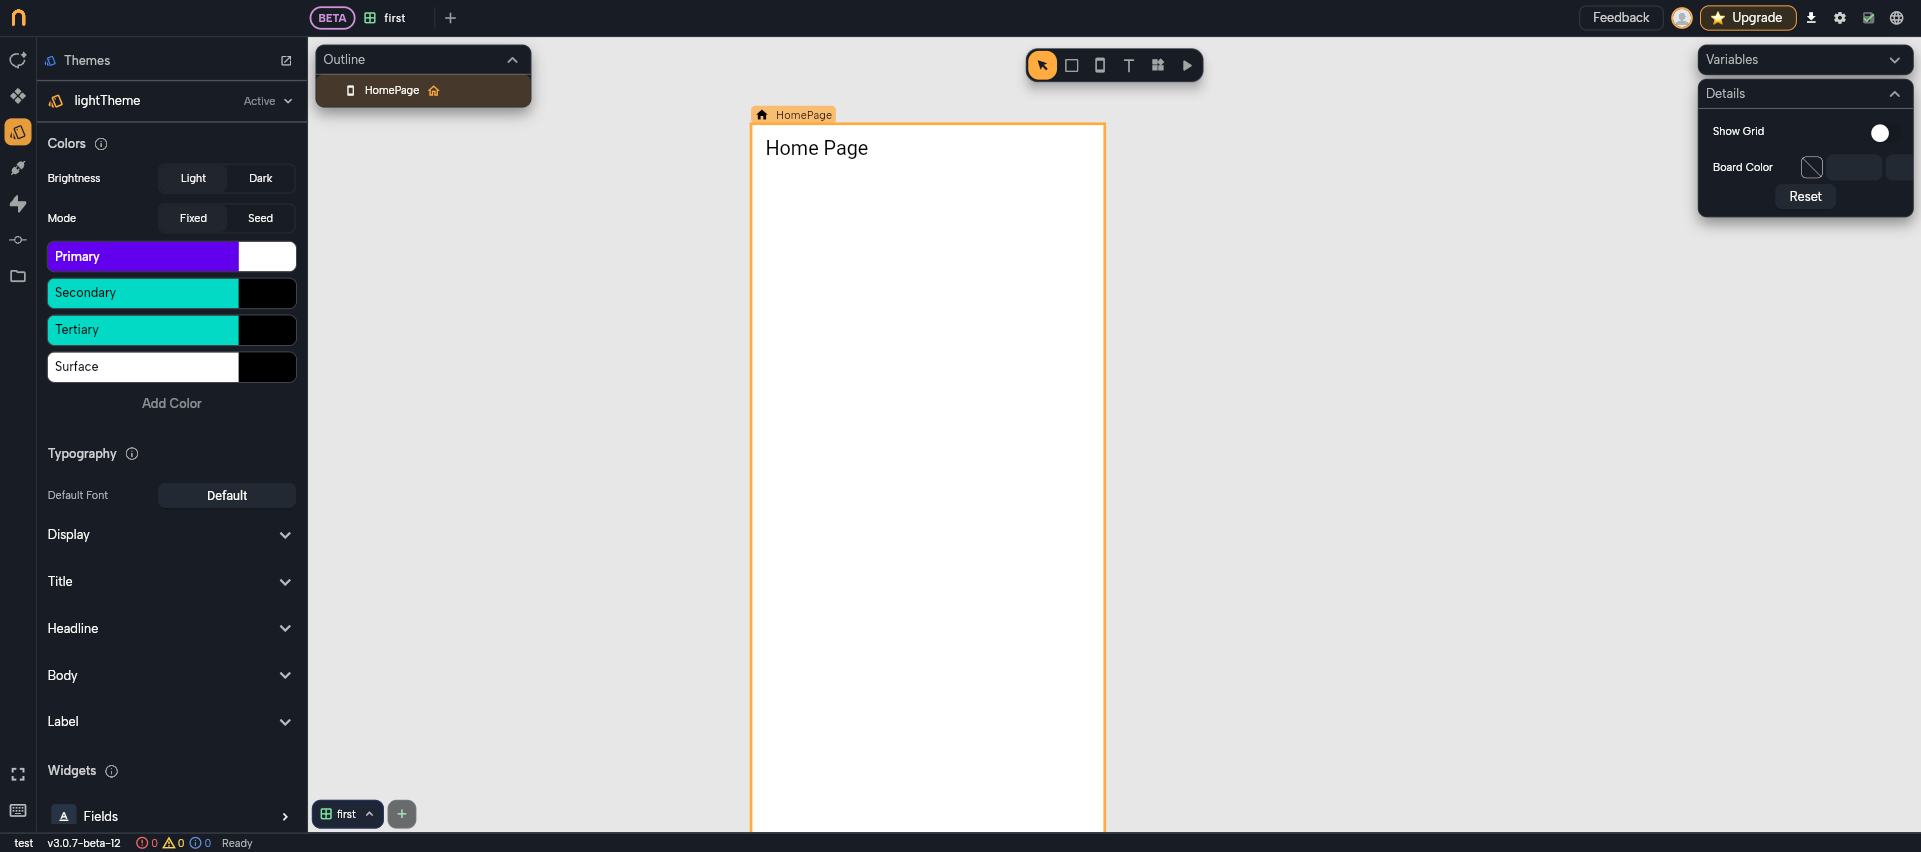 BETA
first
Feedback
Upgrade
Themes
lightTheme
Active
Colors
Brightness
Light
Dark
Mode
Fixed
Seed
Primary
Secondary
Tertiary
Surface
Add Color
Typography
Default Font
Default
Display
Title
Headline
Body
Label
Widgets
A
Fields
Outline
HomePage
HomePage
Home Page
Variables
Details
Show Grid
Board Color
Reset
first
test
v3.0.7-beta-12
0
0
0
Ready